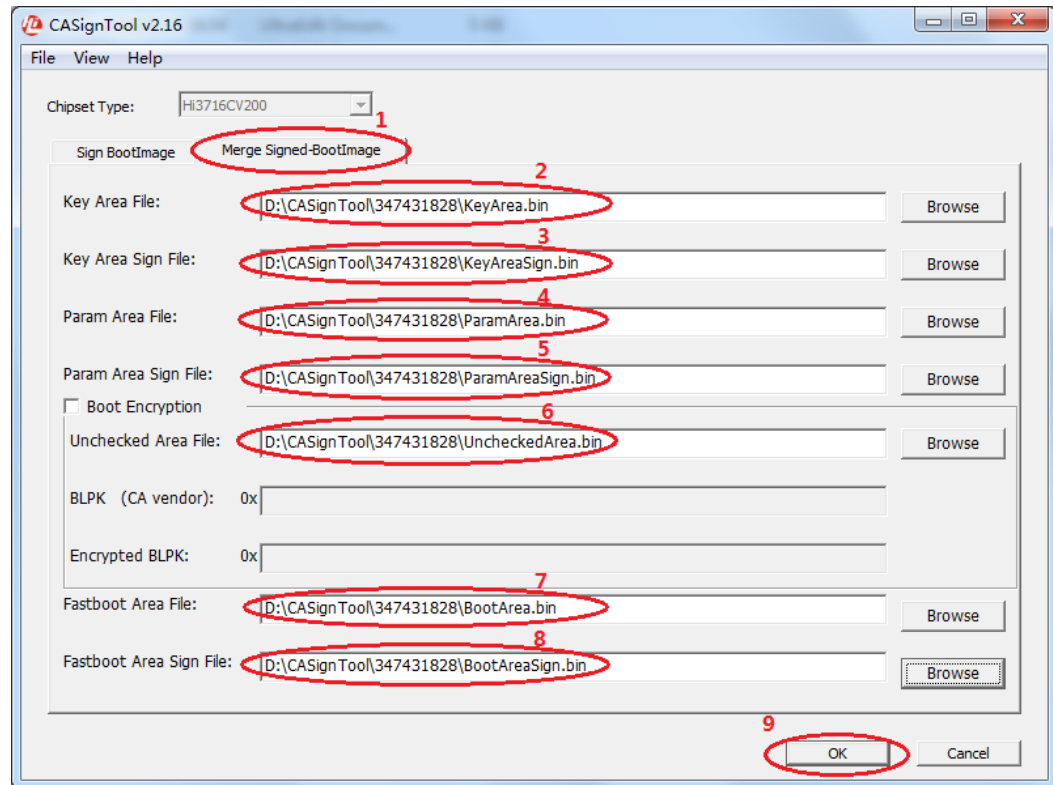 CASignTool v2.16
File View Help
Chipset Type: Hi3716CV200
1
Sign BootImage Merge Signed-BootImage
2
Key Area File: D:\CASignTool\347431828\KeyArea.bin Browse
3
Key Area Sign File: D:\CASignTool\347431828\KeyAreaSign.bin Browse
4
Param Area File: D:\CASignTool\347431828\ParamArea.bin Browse
5
Param Area Sign File: D:\CASignTool\347431828\ParamAreaSign.bin Browse
Boot Encryption
6
Unchecked Area File: D:\CASignTool\347431828\UncheckedArea.bin Browse
BLPK (CA vendor): 0x
Encrypted BLPK: 0x
7
Fastboot Area File: D:\CASignTool\347431828\BootArea.bin Browse
8
Fastboot Area Sign File: D:\CASignTool\347431828\BootAreaSign.bin Browse
9
OK Cancel